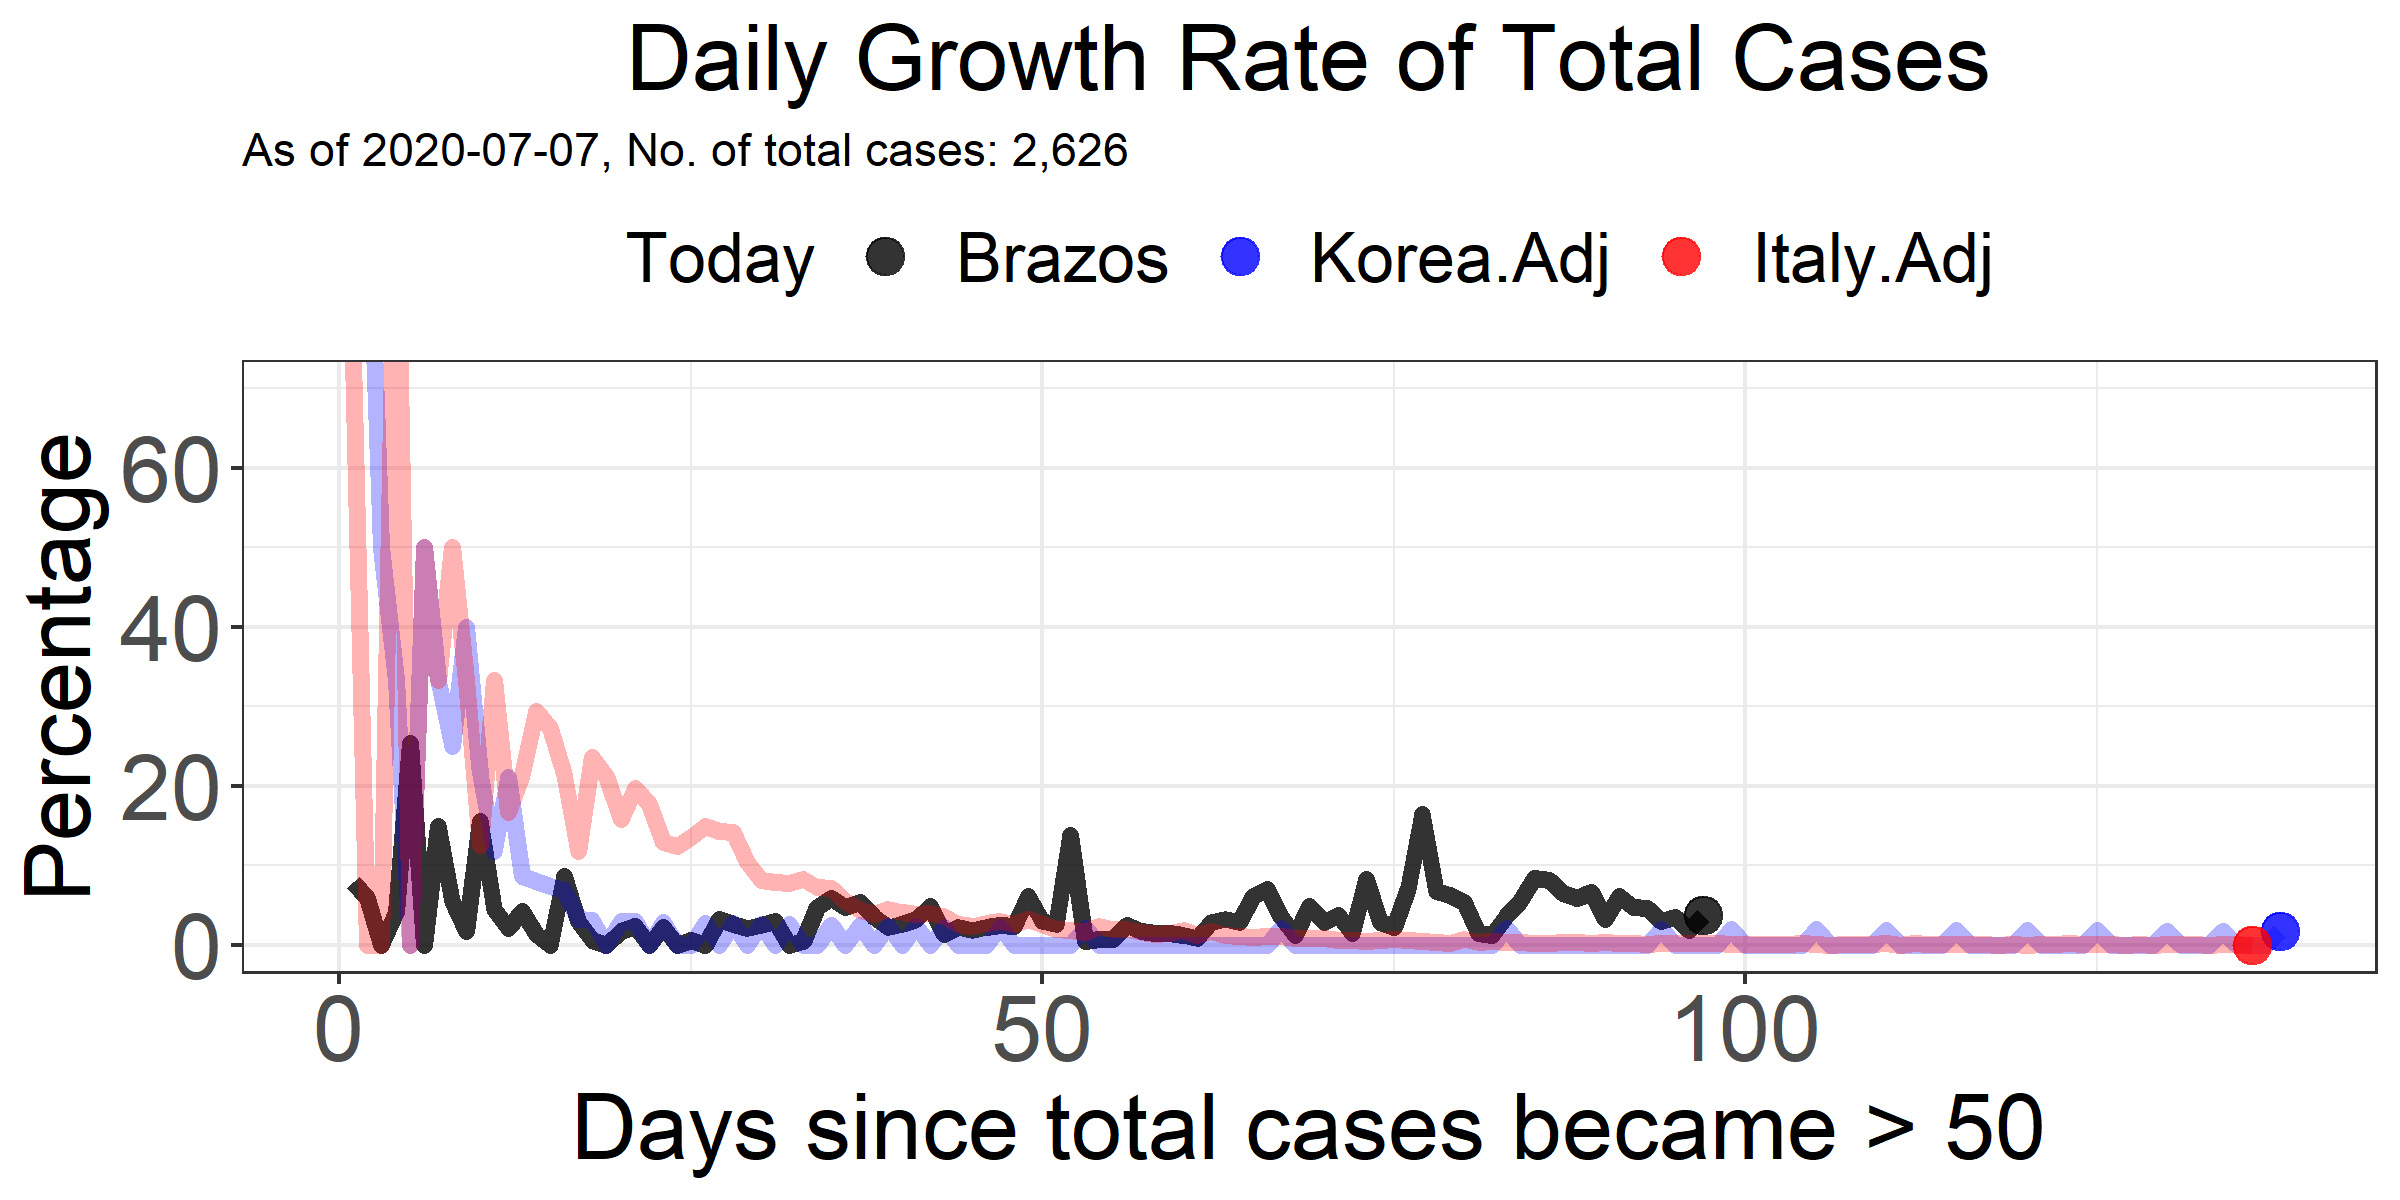 Daily Growth Rate of Total Cases
As of 2020-07-07, No. of total cases: 2,626
Today Brazos Korea.Adj Italy.Adj
Percentage
60
40
20
0
0 50 100
Days since total cases became > 50